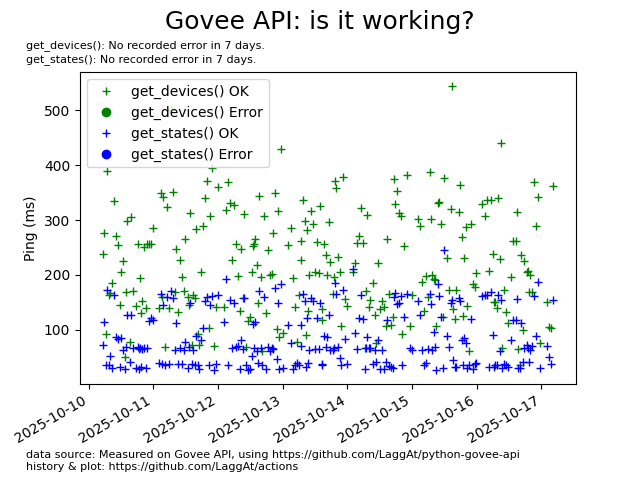 Govee API: is it working?
get_devices(): No recorded error in 7 days.
get_states(): No recorded error in 7 days.
get_devices() OK
get_devices() Error
get_states() OK
get_states() Error
500
400
300
200
100
Ping (ms)
2025-10-10
2025-10-11
2025-10-12
2025-10-13
2025-10-14
2025-10-15
2025-10-16
2025-10-17
data source: Measured on Govee API, using https://github.com/LaggAt/python-govee-api
history & plot: https://github.com/LaggAt/actions